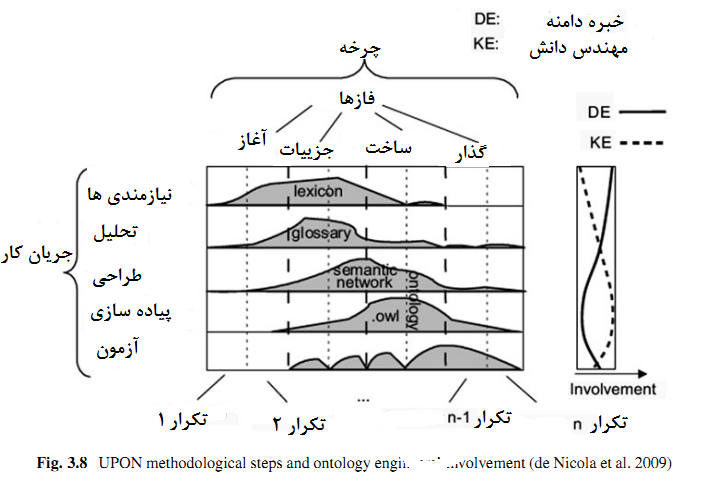 DE: خبره دامنه
KE: مهندس دانش
چرخه
فازها
آغاز
جزییات
ساخت
گذار
DE
KE
جریان کار
نیازمندی ها
تحلیل
طراحی
پیاده سازی
آزمون
lexicon
glossary
semantic
network
ontology
.owl
Involvement
تکرار ۱
تکرار ۲
...
تکرار n-1
تکرار n
Fig. 3.8 UPON methodological steps and ontology involvement (de Nicola et al. 2009)